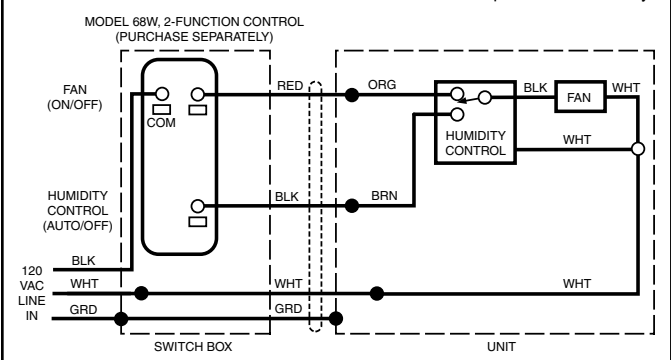 MODEL 68W, 2-FUNCTION CONTROL
(PURCHASE SEPARATELY)
FAN
(ON/OFF)
COM
RED
ORG
BLK
FAN
WHT
HUMIDITY
CONTROL
WHT
HUMIDITY
CONTROL
(AUTO/OFF)
BLK
BRN
BLK
120
VAC
LINE
IN
WHT
WHT
WHT
GRD
GRD
SWITCH BOX
UNIT